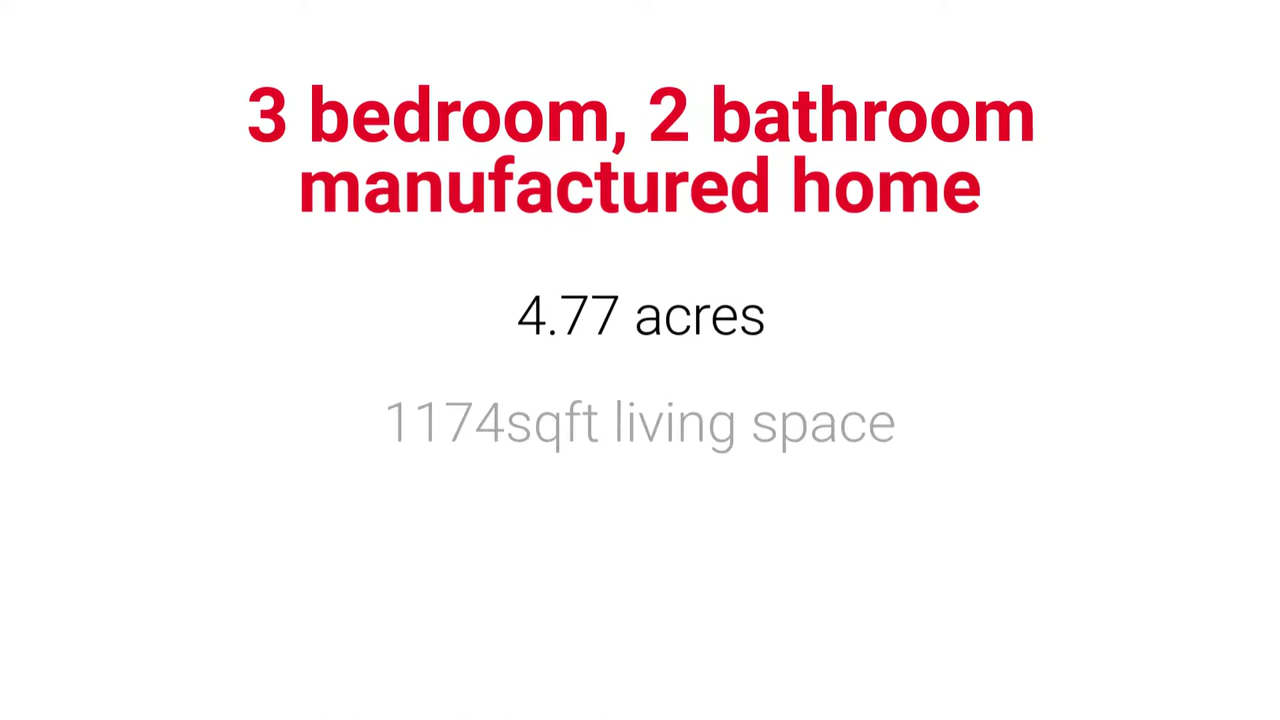 3 bedroom, 2 bathroom
manufactured home
4.77 acres
1174sqft living space